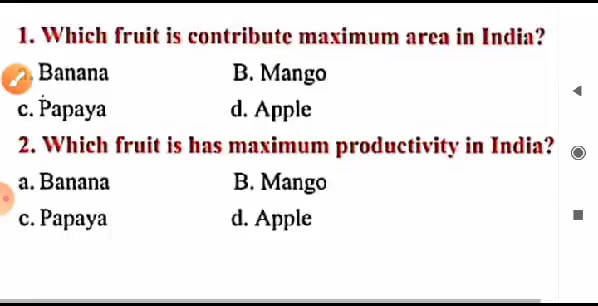 1. Which fruit is contribute maximum area in India?
Banana B. Mango
c. Papaya d. Apple
2. Which fruit is has maximum productivity in India?
a. Banana B. Mango
c. Papaya d. Apple